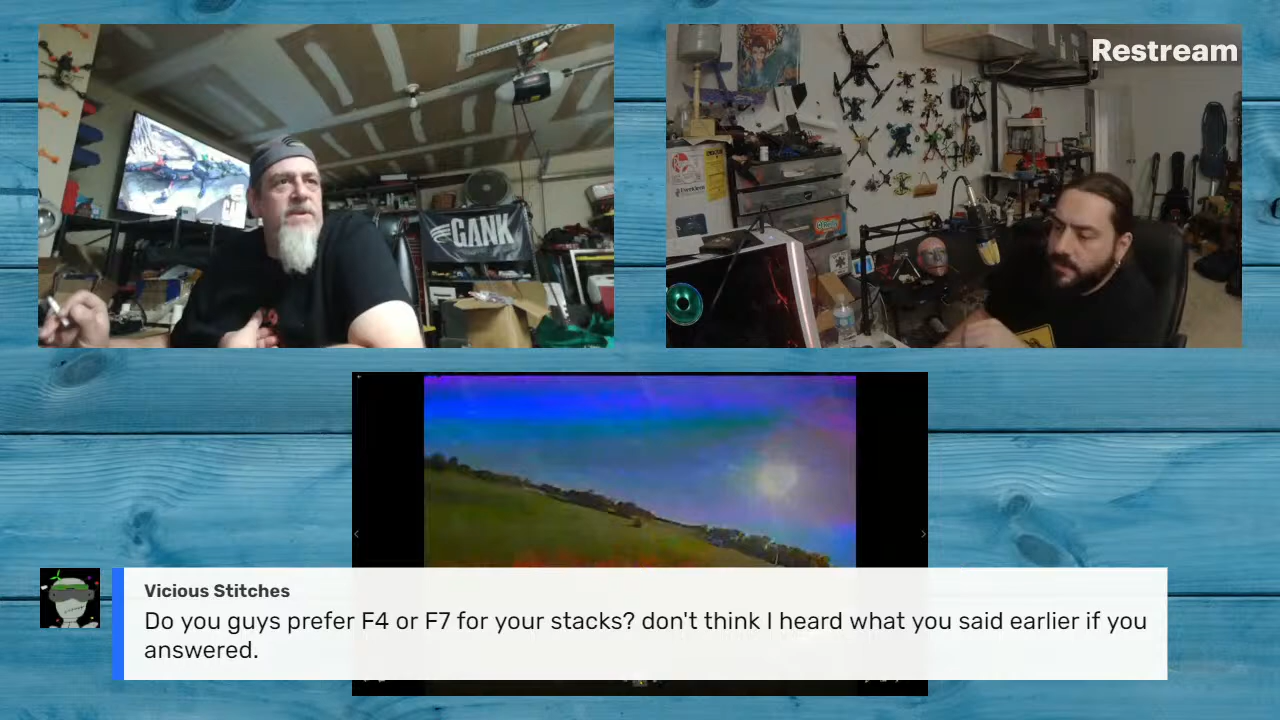 Restream
GANK
Vicious Stitches
Do you guys prefer F4 or F7 for your stacks? don't think I heard what you said earlier if you
answered.